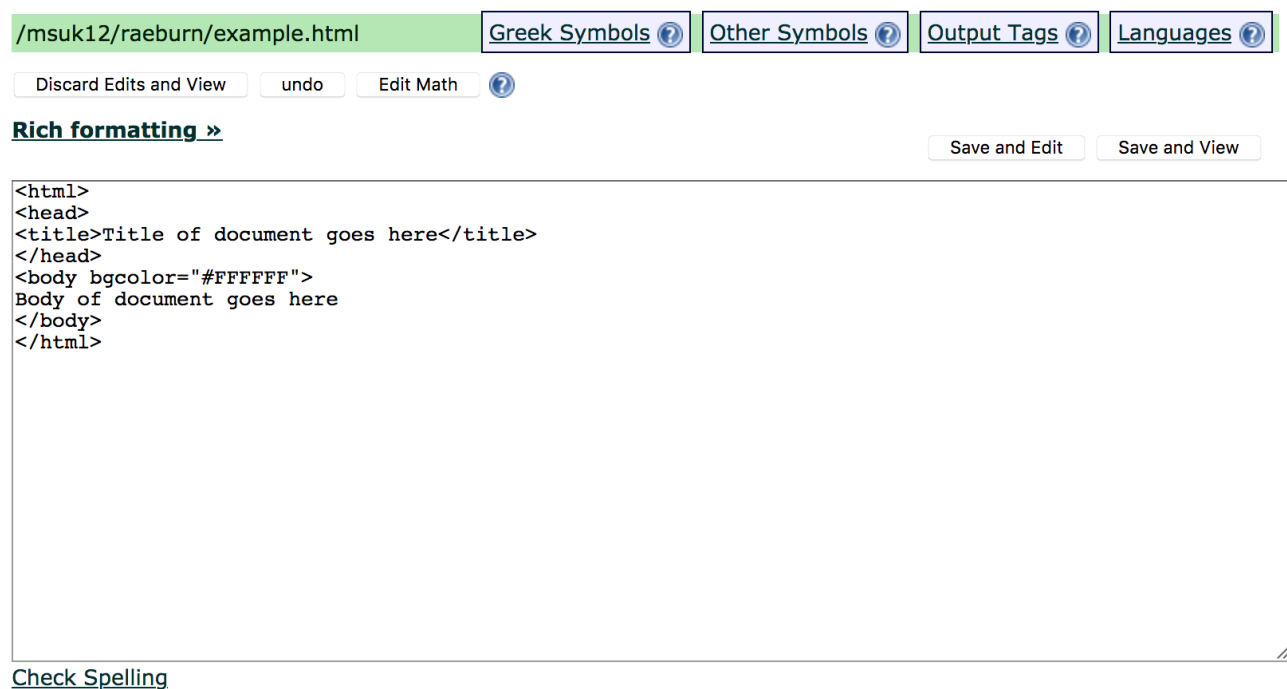 /msuk12/raeburn/example.html Greek Symbols ? Other Symbols ? Output Tags ? Languages ?
Discard Edits and View undo Edit Math ?
Rich formatting »
Save and Edit Save and View
<html>
<head>
<title>Title of document goes here</title>
</head>
<body bgcolor="#FFFFFF">
Body of document goes here
</body>
</html>
Check Spelling